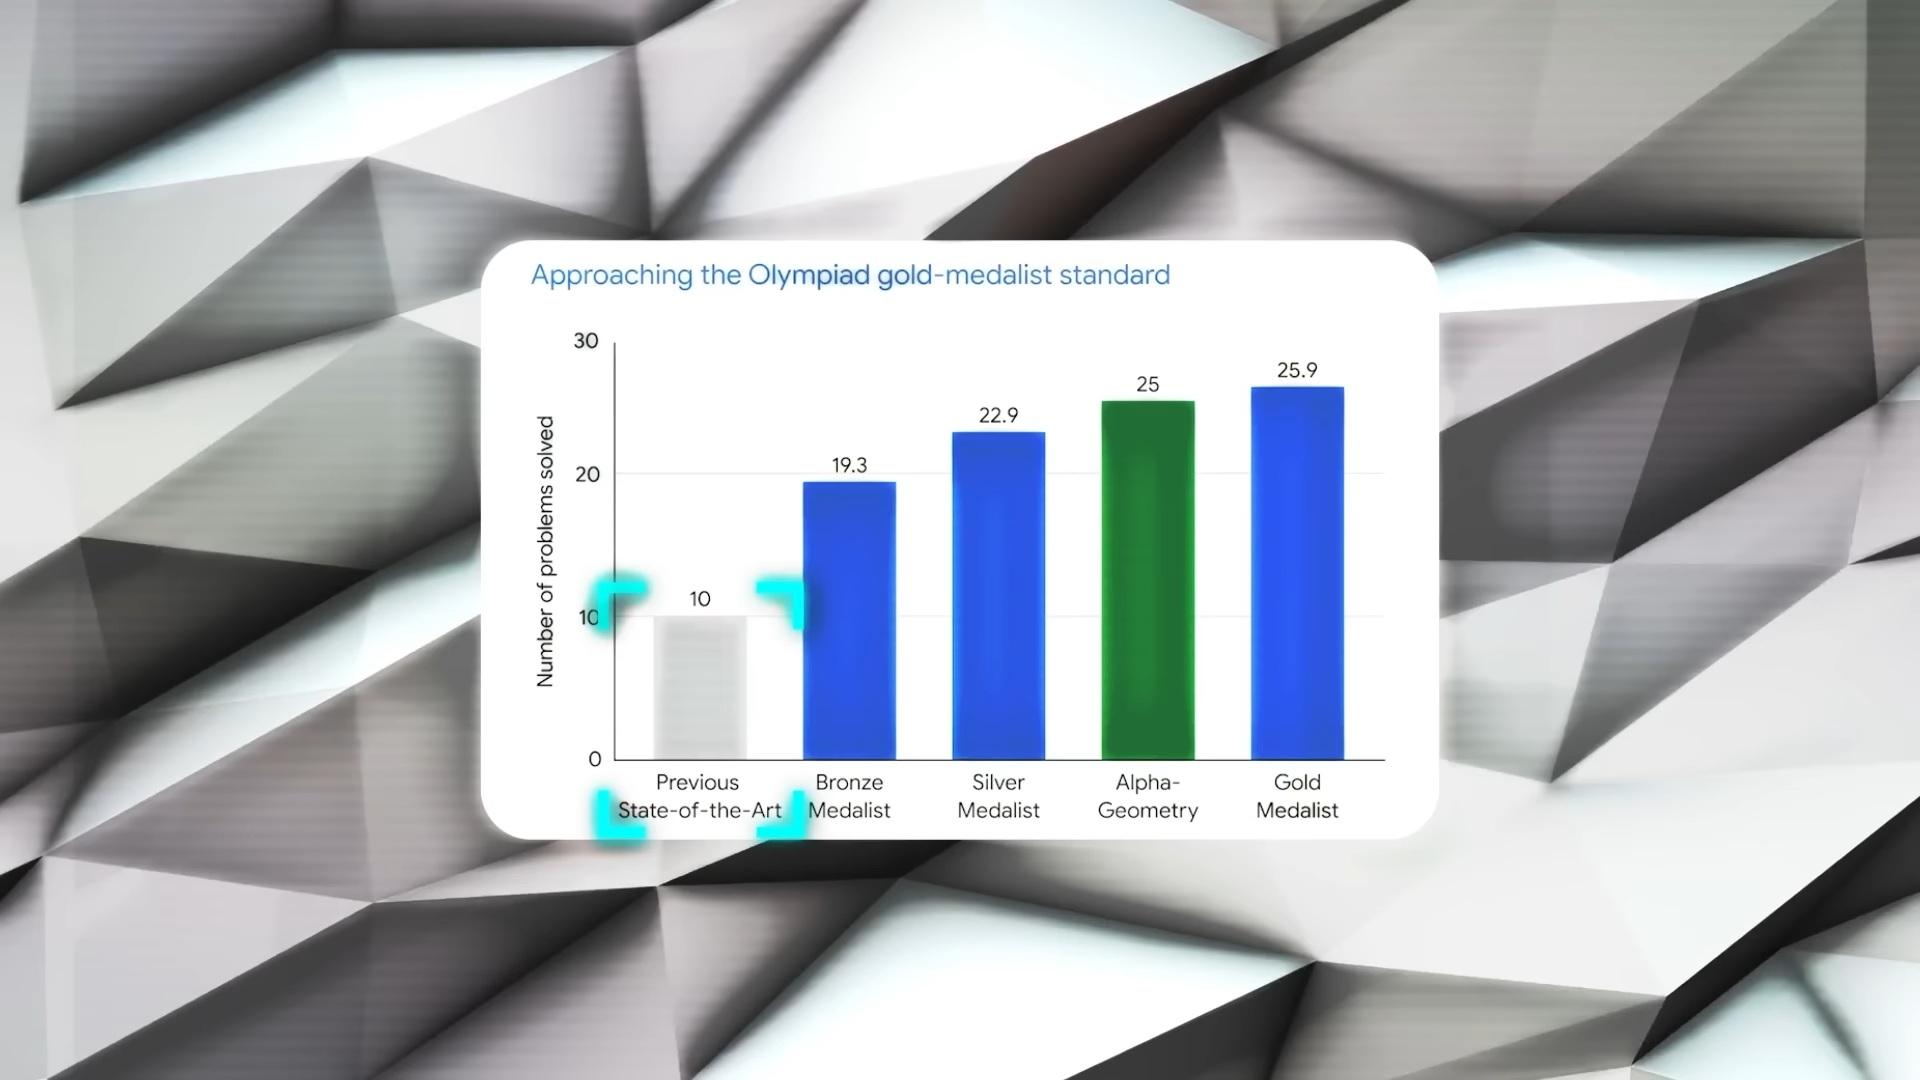 Approaching the Olympiad gold-medalist standard
Number of problems solved
30
20
10
0
10
19.3
22.9
25
25.9
Previous
State-of-the-Art
Bronze
Medalist
Silver
Medalist
Alpha-
Geometry
Gold
Medalist